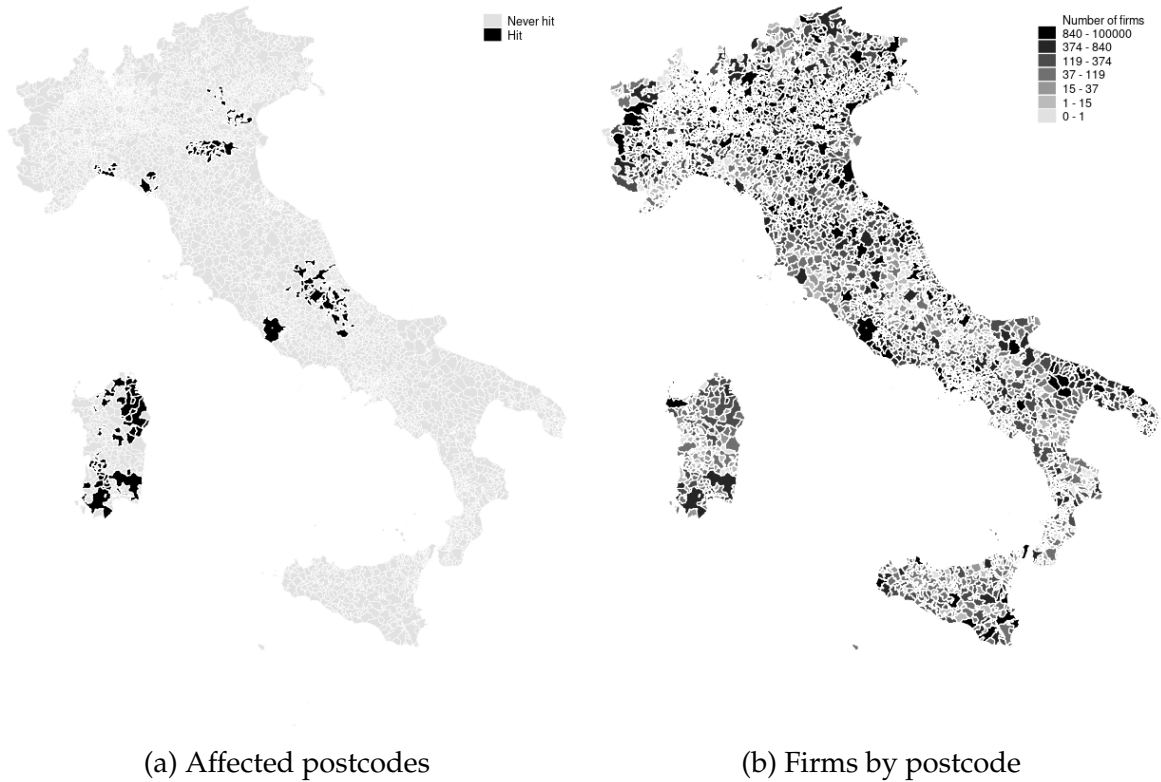 Never hit
Hit
Number of firms
840 - 100000
374 - 840
119 - 374
37 - 119
15 - 37
1 - 15
0 - 1
(a) Affected postcodes
(b) Firms by postcode